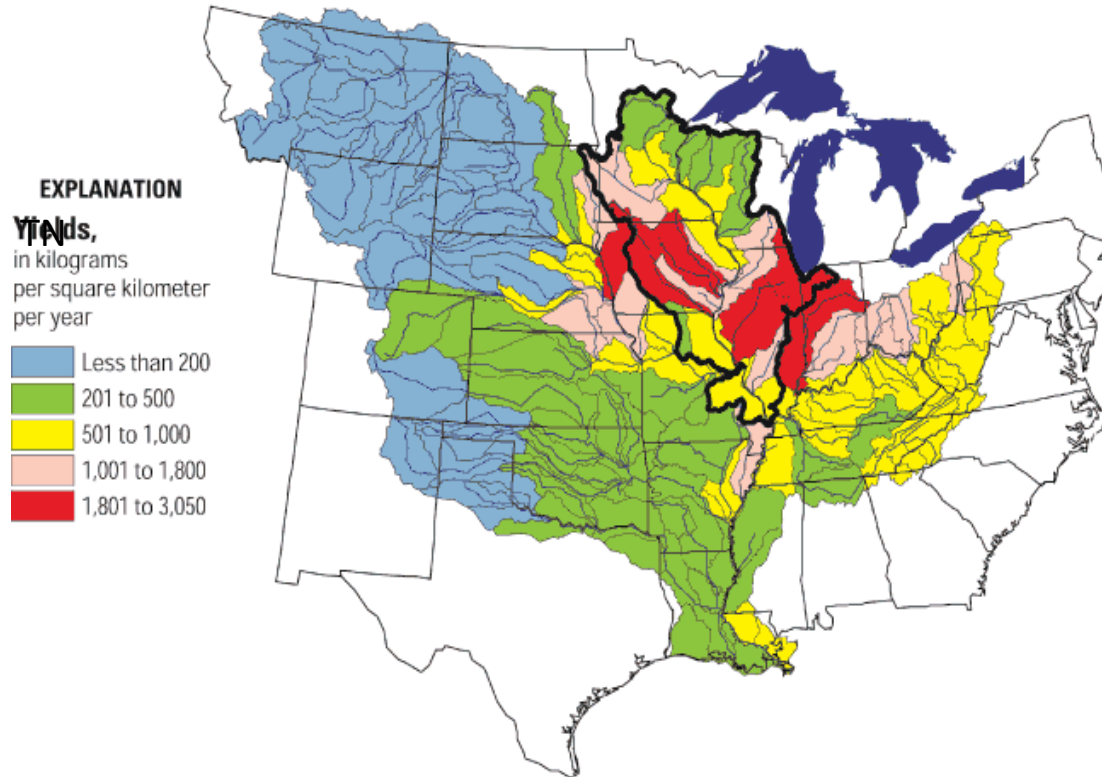 EXPLANATION
Yields,
TN
in kilograms
per square kilometer
per year
Less than 200
201 to 500
501 to 1,000
1,001 to 1,800
1,801 to 3,050